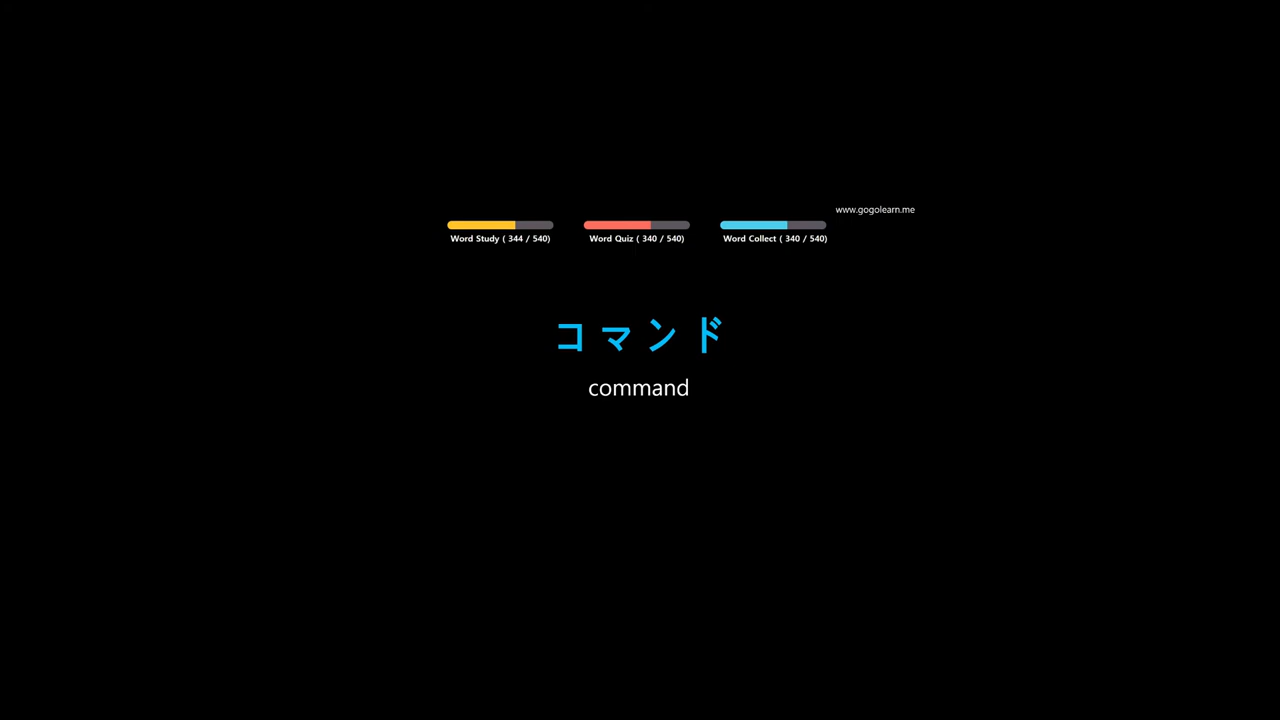 www.gogolearn.me
Word Study ( 344 / 540) Word Quiz ( 340 / 540) Word Collect ( 340 / 540)
コマンド
command